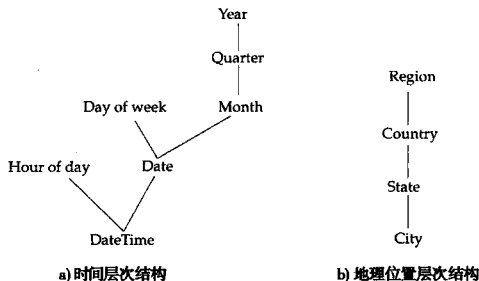 Year
Quarter
Day of week
Month
Hour of day
Date
DateTime
a) 时间层次结构
Region
Country
State
City
b) 地理位置层次结构